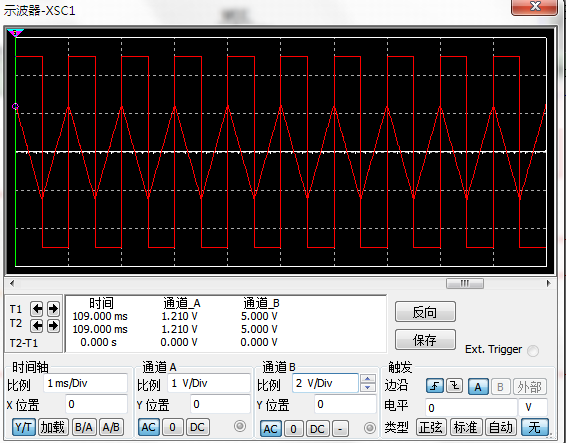 示波器-XSC1
时间 通道_A 通道_B
T1 109.000 ms 1.210 V 5.000 V
T2 109.000 ms 1.210 V 5.000 V
T2-T1 0.000 s 0.000 V 0.000 V
反向
保存
Ext. Trigger
时间轴
比例 1 ms/Div
X 位置 0
Y/T 加载 B/A A/B
通道 A
比例 1 V/Div
Y 位置 0
AC 0 DC
通道 B
比例 2 V/Div
Y 位置 0
AC 0 DC -
触发
边沿 A B 外部
电平 0 V
类型 正弦 标准 自动 无